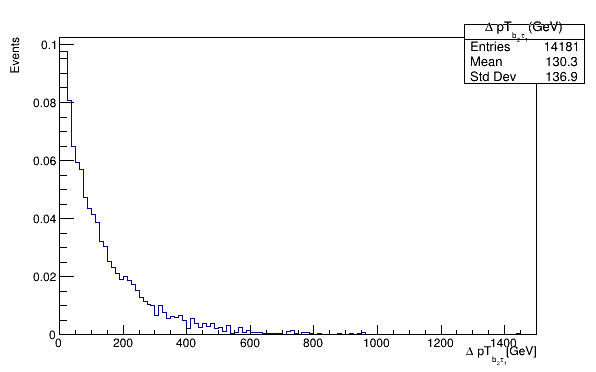 Δ pT_{b₂τ₁}(GeV)
Entries 14181
Mean 130.3
Std Dev 136.9
Events
0.1
0.08
0.06
0.04
0.02
0
0 200 400 600 800 1000 1200 1400
Δ pT_{b₂τ₁}[GeV]